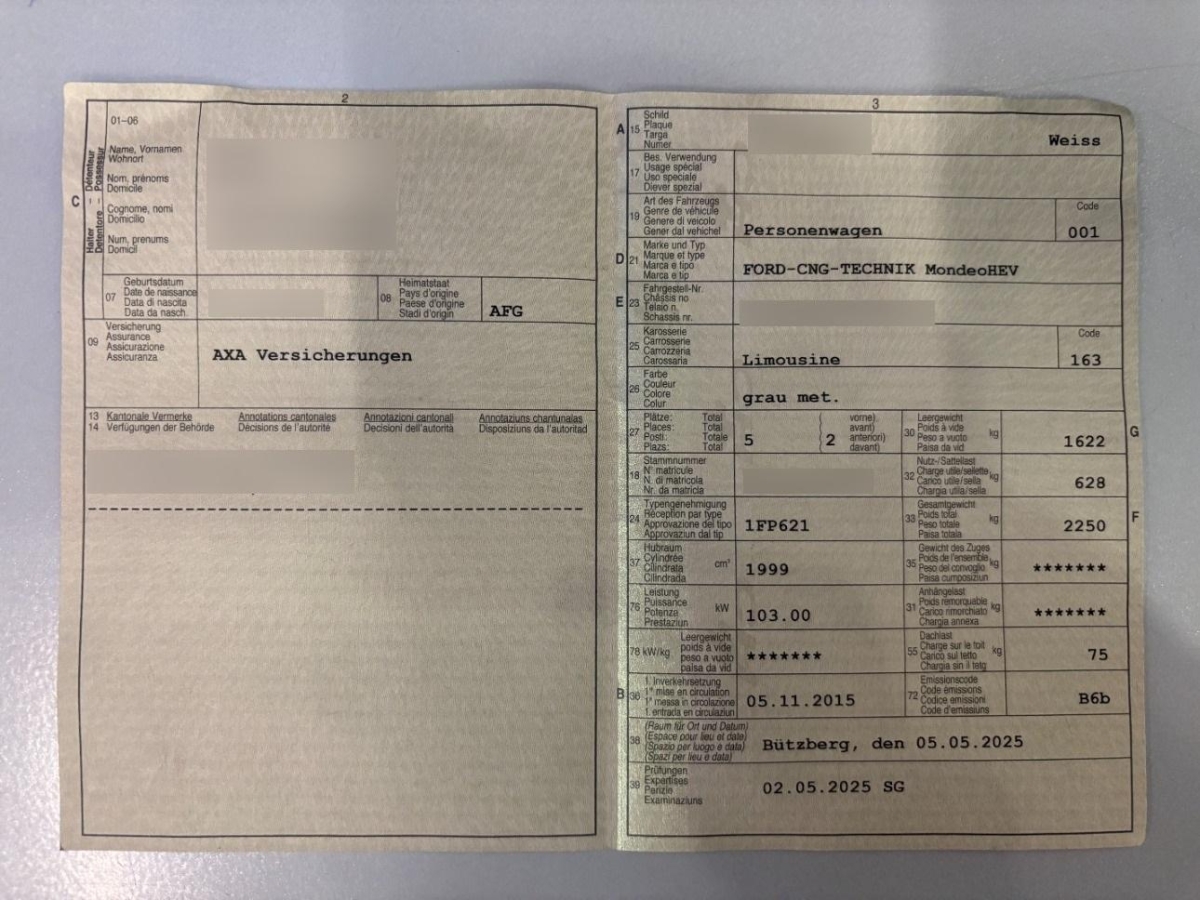 2
01-06
Name, Vornamen
Wohnort
Nom, prénoms
Domicile
Cognome, nomi
Domicilio
Num, prenums
Domicil
C
Halter – Détenteur
Detentore – Possessur
07
Geburtsdatum
Date de naissance
Data di nascita
Data da nasch.
08
Heimatstaat
Pays d'origine
Paese d'origine
Stadi d'origin
AFG
09
Versicherung
Assurance
Assicurazione
Assicuranza
AXA Versicherungen
13 Kantonale Vermerke Annotations cantonales Annotazioni cantonali Annotaziuns chantunalas
14 Verfügungen der Behörde Décisions de l'autorité Decisioni dell'autorità Disposiziuns da l'autoritad
3
A 15
Schild
Plaque
Targa
Numer
Weiss
17
Bes. Verwendung
Usage spécial
Uso speciale
Diever spezial
19
Art des Fahrzeugs
Genre de véhicule
Genere di veicolo
Gener dal vehichel
Personenwagen
Code
001
D 21
Marke und Typ
Marque et type
Marca e tipo
Marca e tip
FORD-CNG-TECHNIK MondeoHEV
E 23
Fahrgestell-Nr.
Châssis no
Telaio n.
Schassis nr.
25
Karosserie
Carrosserie
Carrozzeria
Carossaria
Limousine
Code
163
26
Farbe
Couleur
Colore
Colur
grau met.
27
Plätze: Total
Places: Total
Posti: Totale
Plazs: Total
5
2
vorne)
avant)
anteriori)
davant)
30
Leergewicht
Poids à vide
Peso a vuoto
Paisa da vid
kg
1622
G
18
Stammnummer
N° matricule
N. di matricola
Nr. da matricla
32
Nutz-/Sattellast
Charge utile/sellette
Carico utile/sella
Chargia utila/sella
kg
628
24
Typengenehmigung
Réception par type
Approvazione del tipo
Approvaziun dal tip
1FP621
33
Gesamtgewicht
Poids total
Peso totale
Paisa totala
kg
2250
F
37
Hubraum
Cylindrée
Cilindrata
Cilindrada
cm³
1999
35
Gewicht des Zuges
Poids de l'ensemble
Peso del convoglio
Paisa cumposiziun
kg
*******
76
Leistung
Puissance
Potenza
Prestaziun
kW
103.00
31
Anhängelast
Poids remorquable
Carico rimorchiato
Chargia annexa
kg
*******
78 kW/kg
Leergewicht
poids à vide
peso a vuoto
paisa da vid
*******
55
Dachlast
Charge sur le toit
Carico sul tetto
Chargia sin il tetg
kg
75
B 36
1. Inverkehrsetzung
1re mise en circulation
1a messa in circolazione
1. entrada en circulaziun
05.11.2015
72
Emissionscode
Code émissons
Codice emissioni
Code d'emissiuns
B6b
38
(Raum für Ort und Datum)
(Espace pour lieu et date)
(Spazio per luogo e data)
(Spazi per lieu e data)
Bützberg, den 05.05.2025
39
Prüfungen
Expertises
Perizie
Examinaziuns
02.05.2025 SG